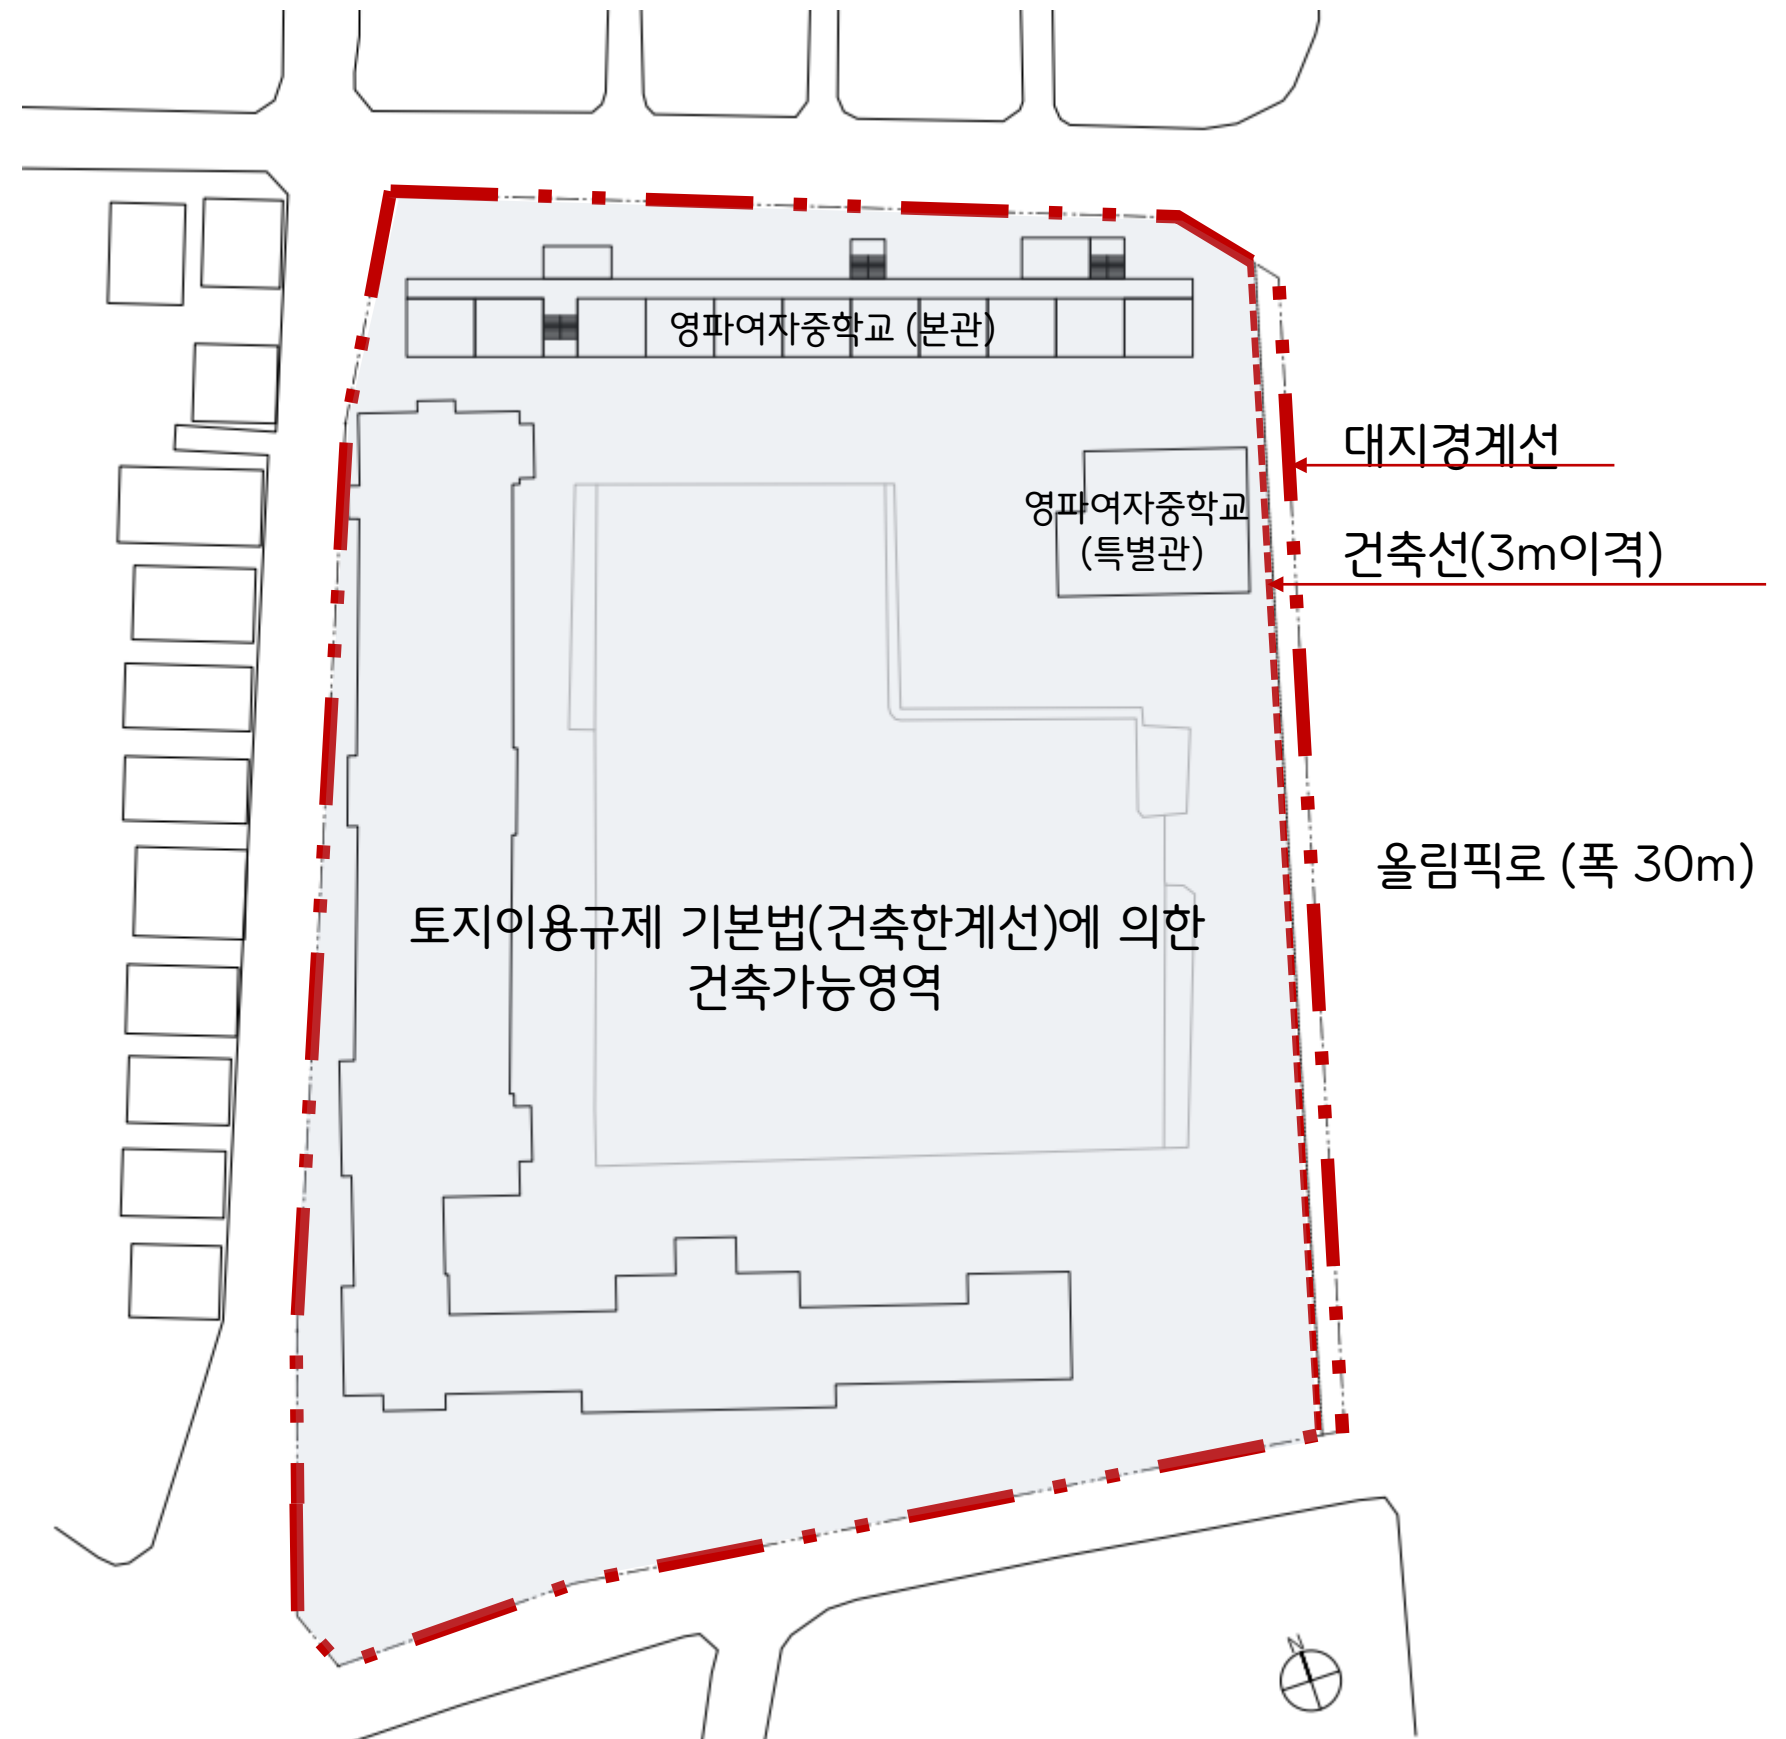 영파여자중학교 (본관)
대지경계선
영파여자중학교
(특별관)
건축선(3m이격)
올림픽로 (폭 30m)
토지이용규제 기본법(건축한계선)에 의한
건축가능영역
N